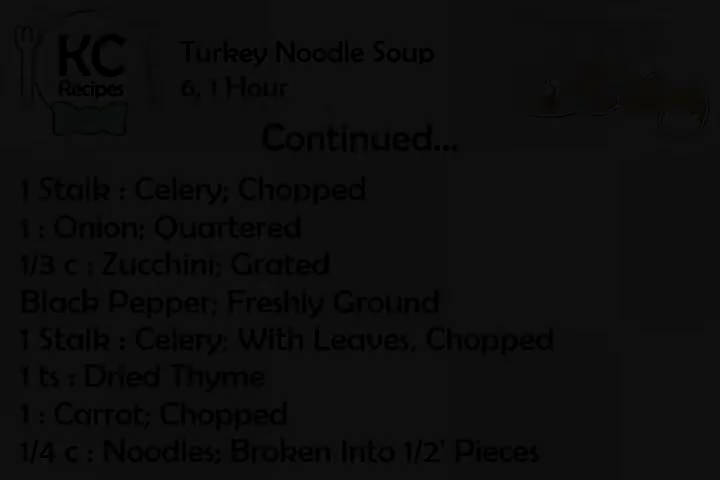 KC
Recipes
Turkey Noodle Soup
6, 1 Hour
Continued...
1 Stalk : Celery; Chopped
1 : Onion; Quartered
1/3 c : Zucchini; Grated
Black Pepper; Freshly Ground
1 Stalk : Celery; With Leaves, Chopped
1 ts : Dried Thyme
1 : Carrot; Chopped
1/4 c : Noodles; Broken Into 1/2' Pieces